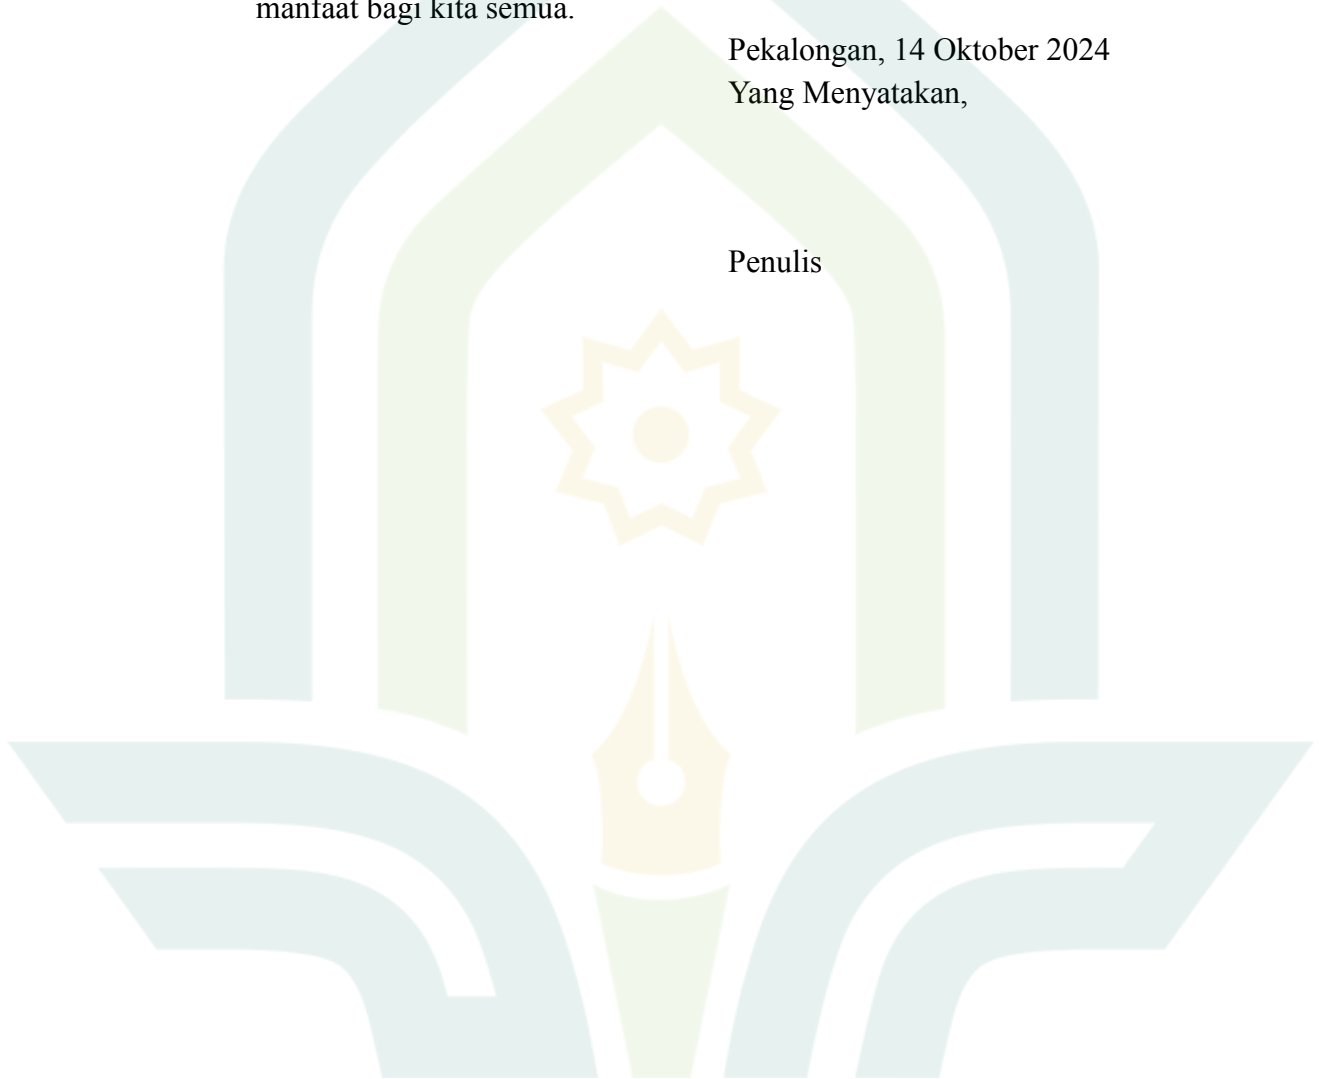 manfaat bagi kita semua.
Pekalongan, 14 Oktober 2024
Yang Menyatakan,
Penulis